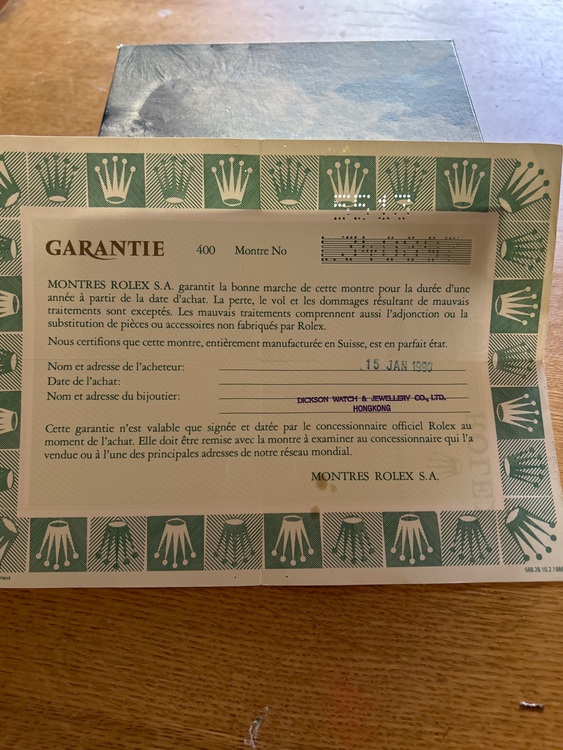 GARANTIE 400 Montre No
MONTRES ROLEX S.A. garantit la bonne marche de cette montre pour la durée d'une
année à partir de la date d'achat. La perte, le vol et les dommages résultant de mauvais
traitements sont exceptés. Les mauvais traitements comprennent aussi l'adjonction ou la
substitution de pièces ou accessoires non fabriqués par Rolex.
Nous certifions que cette montre, entièrement manufacturée en Suisse, est en parfait état.
Nom et adresse de l'acheteur: 15 JAN 1990
Date de l'achat:
Nom et adresse du bijoutier: DICKSON WATCH & JEWELLERY CO., LTD.
HONGKONG
Cette garantie n'est valable que signée et datée par le concessionnaire officiel Rolex au
moment de l'achat. Elle doit être remise avec la montre à examiner au concessionnaire qui l'a
vendue ou à l'une des principales adresses de notre réseau mondial.
MONTRES ROLEX S.A.
ROLEX